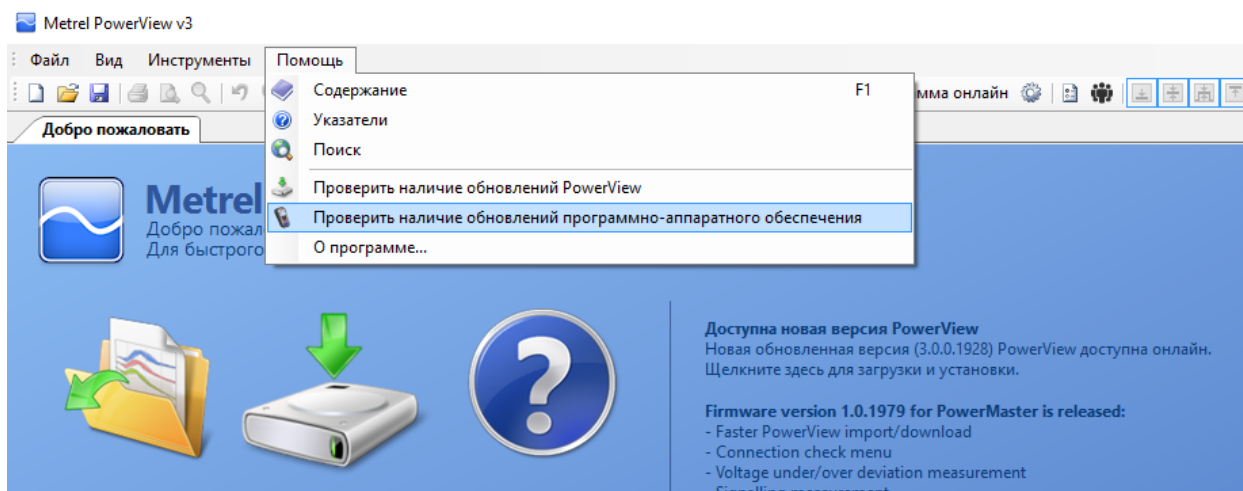 Metrel PowerView v3
Файл Вид Инструменты Помощь
Содержание F1
мма онлайн
Указатели
Добро пожаловать
Поиск
Проверить наличие обновлений PowerView
Проверить наличие обновлений программно-аппаратного обеспечения
О программе...
Metrel
Добро пожал
Для быстрого
Доступна новая версия PowerView
Новая обновленная версия (3.0.0.1928) PowerView доступна онлайн.
Щелкните здесь для загрузки и установки.
Firmware version 1.0.1979 for PowerMaster is released:
- Faster PowerView import/download
- Connection check menu
- Voltage under/over deviation measurement
- Signalling measurement